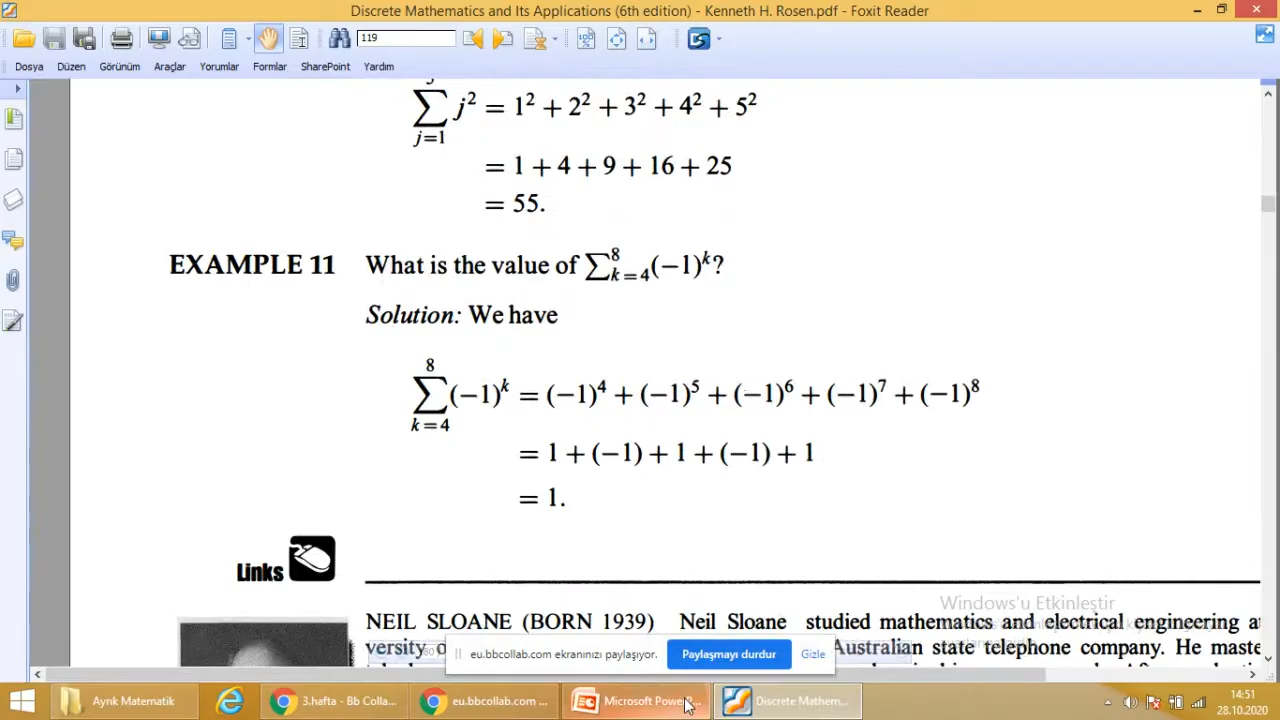 Discrete Mathematics and Its Applications (6th edition) - Kenneth H. Rosen.pdf - Foxit Reader
119
Dosya Düzen Görünüm Araçlar Yorumlar Formlar SharePoint Yardım
∑ j² = 1² + 2² + 3² + 4² + 5²
j=1
= 1 + 4 + 9 + 16 + 25
= 55.
EXAMPLE 11 What is the value of ∑⁸ₖ₌₄(−1)ᵏ?
Solution: We have
8
∑(−1)ᵏ = (−1)⁴ + (−1)⁵ + (−1)⁶ + (−1)⁷ + (−1)⁸
k=4
= 1 + (−1) + 1 + (−1) + 1
= 1.
Links
NEIL SLOANE (BORN 1939) Neil Sloane studied mathematics and electrical engineering a
Windows'u Etkinleştir
versity o Australian state telephone company. He maste
eu.bbcollab.com ekranınızı paylaşıyor. Paylaşmayı durdur Gizle
Ayrık Matematik 3.hafta - Bb Colla... eu.bbcollab.com ... Microsoft Power Discrete Mathem...
14:51
28.10.2020